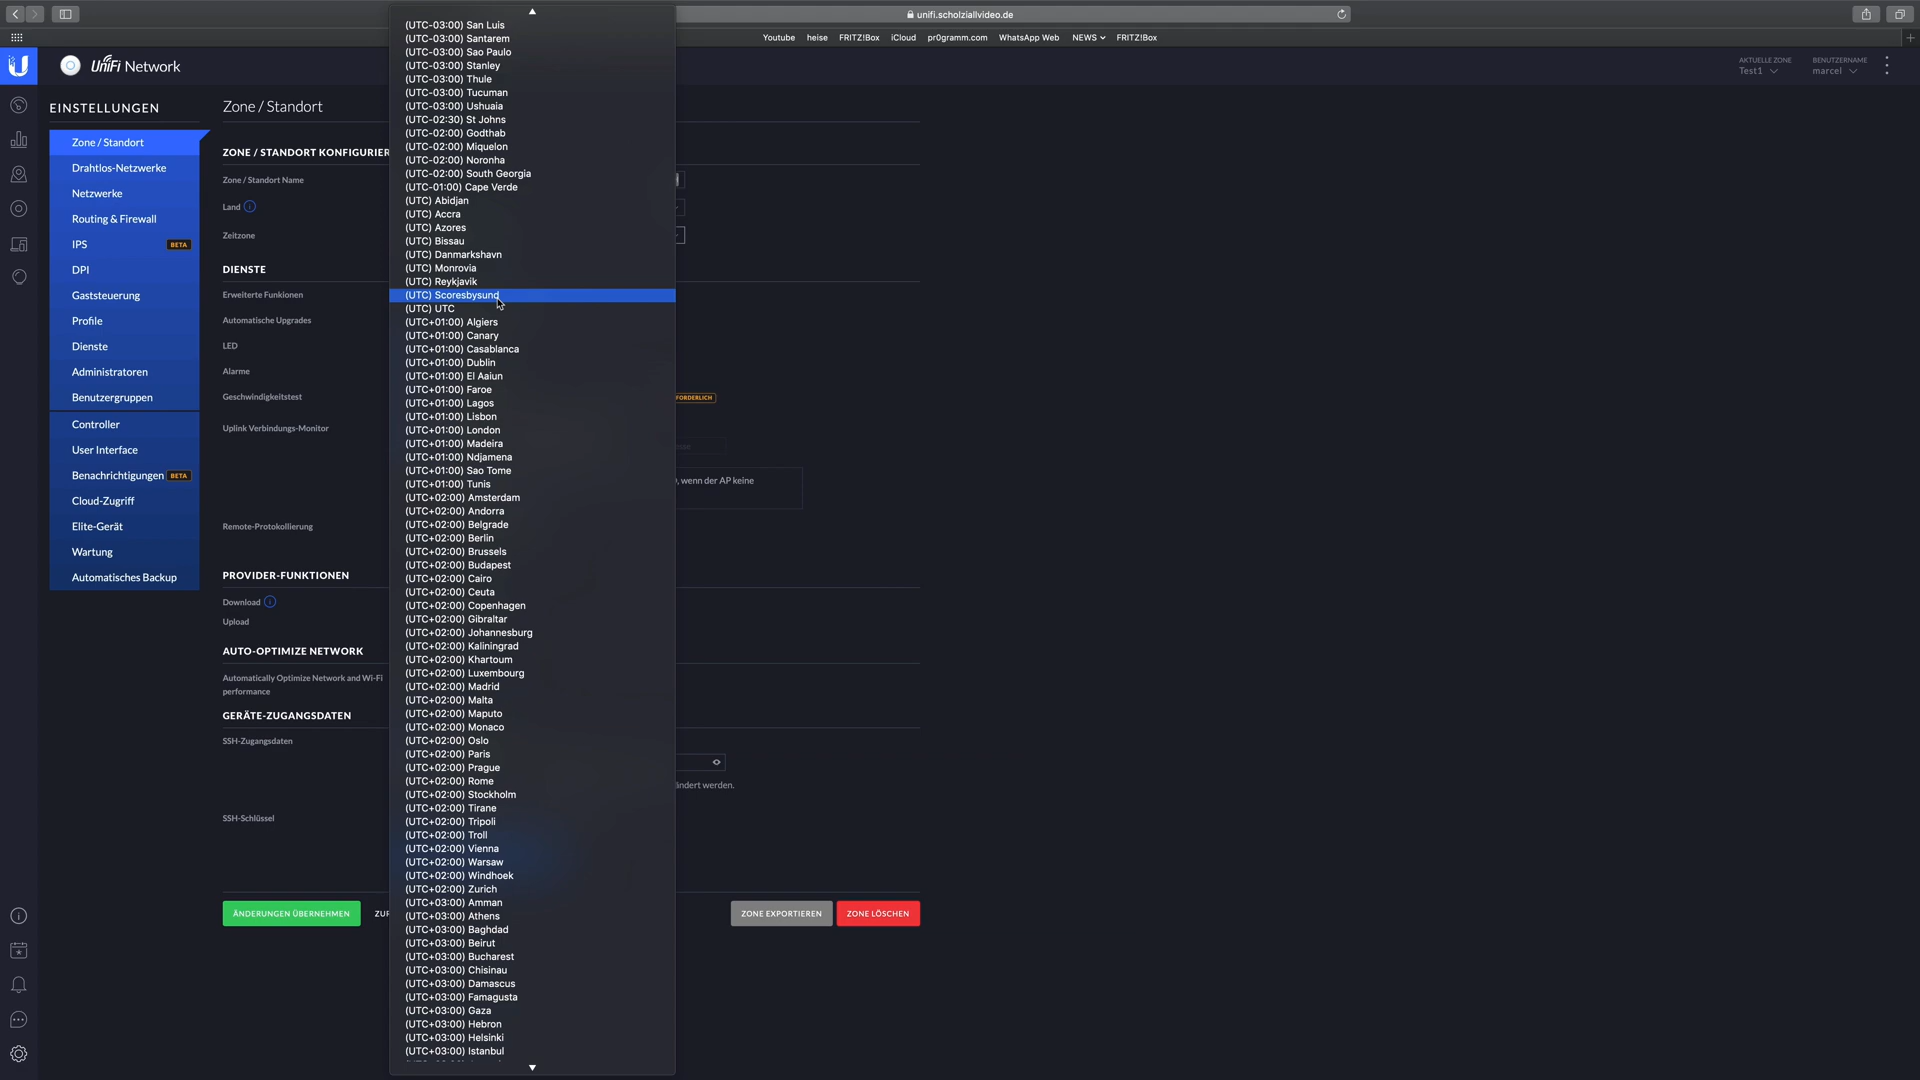 unifi.scholziallvideo.de
Youtube heise FRITZ!Box iCloud pr0gramm.com WhatsApp Web NEWS FRITZ!Box
UniFi Network
AKTUELLE ZONE
Test1
BENUTZERNAME
marcel
EINSTELLUNGEN
Zone / Standort
Drahtlos-Netzwerke
Netzwerke
Routing & Firewall
IPS BETA
DPI
Gaststeuerung
Profile
Dienste
Administratoren
Benutzergruppen
Controller
User Interface
Benachrichtigungen BETA
Cloud-Zugriff
Elite-Gerät
Wartung
Automatisches Backup
Zone / Standort
ZONE / STANDORT KONFIGURIER
Zone / Standort Name
Land
Zeitzone
DIENSTE
Erweiterte Funktionen
Automatische Upgrades
LED
Alarme
Geschwindigkeitstest
FORDERLICH
Uplink Verbindungs-Monitor
, wenn der AP keine
Remote-Protokollierung
PROVIDER-FUNKTIONEN
Download
Upload
AUTO-OPTIMIZE NETWORK
Automatically Optimize Network and Wi-Fi
performance
GERÄTE-ZUGANGSDATEN
SSH-Zugangsdaten
ändert werden.
SSH-Schlüssel
ÄNDERUNGEN ÜBERNEHMEN
ZUR
ZONE EXPORTIEREN
ZONE LÖSCHEN
(UTC-03:00) San Luis
(UTC-03:00) Santarem
(UTC-03:00) Sao Paulo
(UTC-03:00) Stanley
(UTC-03:00) Thule
(UTC-03:00) Tucuman
(UTC-03:00) Ushuaia
(UTC-02:30) St Johns
(UTC-02:00) Godthab
(UTC-02:00) Miquelon
(UTC-02:00) Noronha
(UTC-02:00) South Georgia
(UTC-01:00) Cape Verde
(UTC) Abidjan
(UTC) Accra
(UTC) Azores
(UTC) Bissau
(UTC) Danmarkshavn
(UTC) Monrovia
(UTC) Reykjavik
(UTC) Scoresbysund
(UTC) UTC
(UTC+01:00) Algiers
(UTC+01:00) Canary
(UTC+01:00) Casablanca
(UTC+01:00) Dublin
(UTC+01:00) El Aaiun
(UTC+01:00) Faroe
(UTC+01:00) Lagos
(UTC+01:00) Lisbon
(UTC+01:00) London
(UTC+01:00) Madeira
(UTC+01:00) Ndjamena
(UTC+01:00) Sao Tome
(UTC+01:00) Tunis
(UTC+02:00) Amsterdam
(UTC+02:00) Andorra
(UTC+02:00) Belgrade
(UTC+02:00) Berlin
(UTC+02:00) Brussels
(UTC+02:00) Budapest
(UTC+02:00) Cairo
(UTC+02:00) Ceuta
(UTC+02:00) Copenhagen
(UTC+02:00) Gibraltar
(UTC+02:00) Johannesburg
(UTC+02:00) Kaliningrad
(UTC+02:00) Khartoum
(UTC+02:00) Luxembourg
(UTC+02:00) Madrid
(UTC+02:00) Malta
(UTC+02:00) Maputo
(UTC+02:00) Monaco
(UTC+02:00) Oslo
(UTC+02:00) Paris
(UTC+02:00) Prague
(UTC+02:00) Rome
(UTC+02:00) Stockholm
(UTC+02:00) Tirane
(UTC+02:00) Tripoli
(UTC+02:00) Troll
(UTC+02:00) Vienna
(UTC+02:00) Warsaw
(UTC+02:00) Windhoek
(UTC+02:00) Zurich
(UTC+03:00) Amman
(UTC+03:00) Athens
(UTC+03:00) Baghdad
(UTC+03:00) Beirut
(UTC+03:00) Bucharest
(UTC+03:00) Chisinau
(UTC+03:00) Damascus
(UTC+03:00) Famagusta
(UTC+03:00) Gaza
(UTC+03:00) Hebron
(UTC+03:00) Helsinki
(UTC+03:00) Istanbul